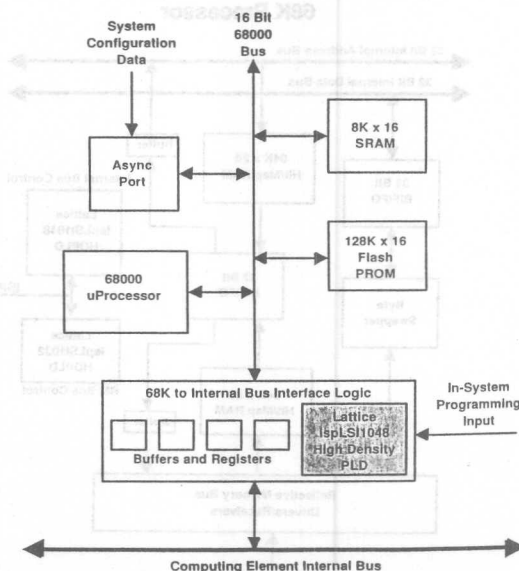 System
Configuration
Data
16 Bit
68000
Bus
Async
Port
8K x 16
SRAM
128K x 16
Flash
PROM
68000
uProcessor
68K to Internal Bus Interface Logic
Buffers and Registers
Lattice
IspLSI1048
High Density
PLD
In-System
Programming
Input
Computing Element Internal Bus